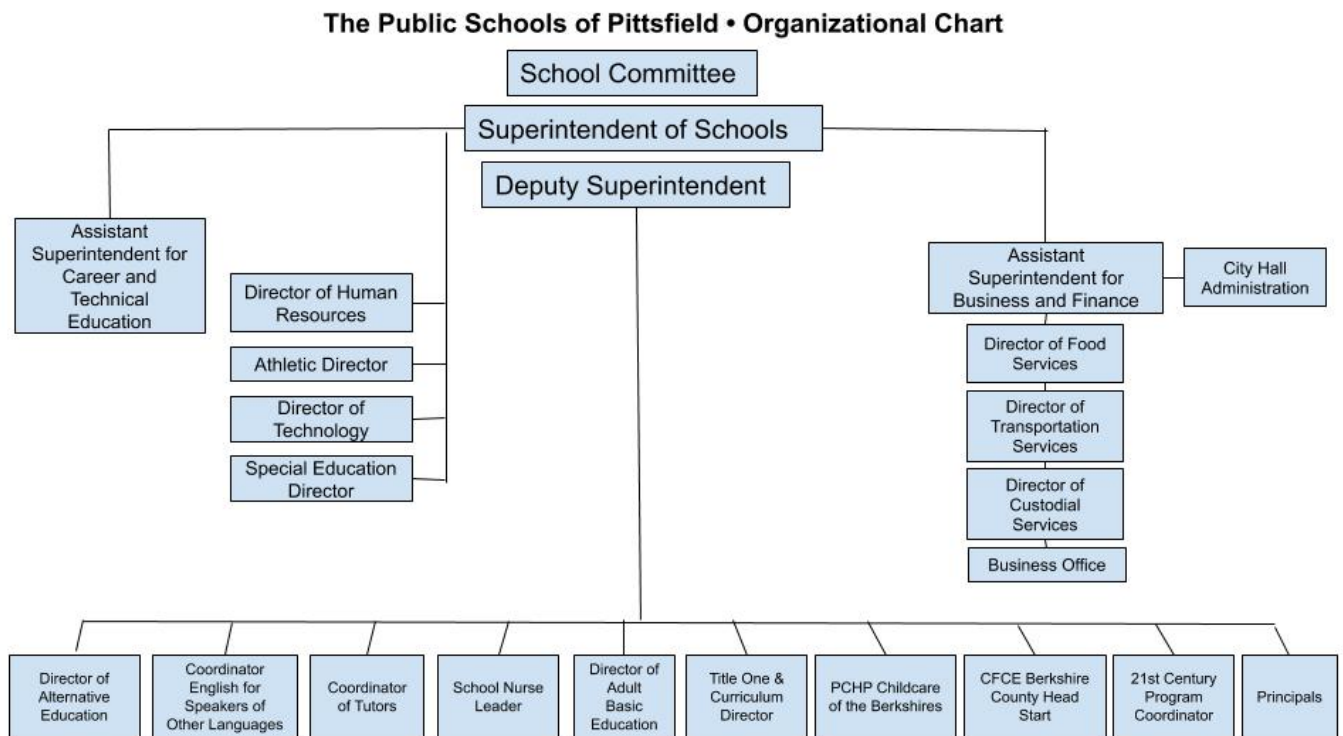 The Public Schools of Pittsfield • Organizational Chart
School Committee
Superintendent of Schools
Deputy Superintendent
Assistant
Superintendent for
Career and
Technical
Education
Director of Human
Resources
Athletic Director
Director of
Technology
Special Education
Director
Assistant
Superintendent for
Business and Finance
City Hall
Administration
Director of Food
Services
Director of
Transportation
Services
Director of
Custodial
Services
Business Office
Director of
Alternative
Education
Coordinator
English for
Speakers of
Other Languages
Coordinator
of Tutors
School Nurse
Leader
Director of
Adult
Basic
Education
Title One &
Curriculum
Director
PCHP Childcare
of the Berkshires
CFCE Berkshire
County Head
Start
21st Century
Program
Coordinator
Principals